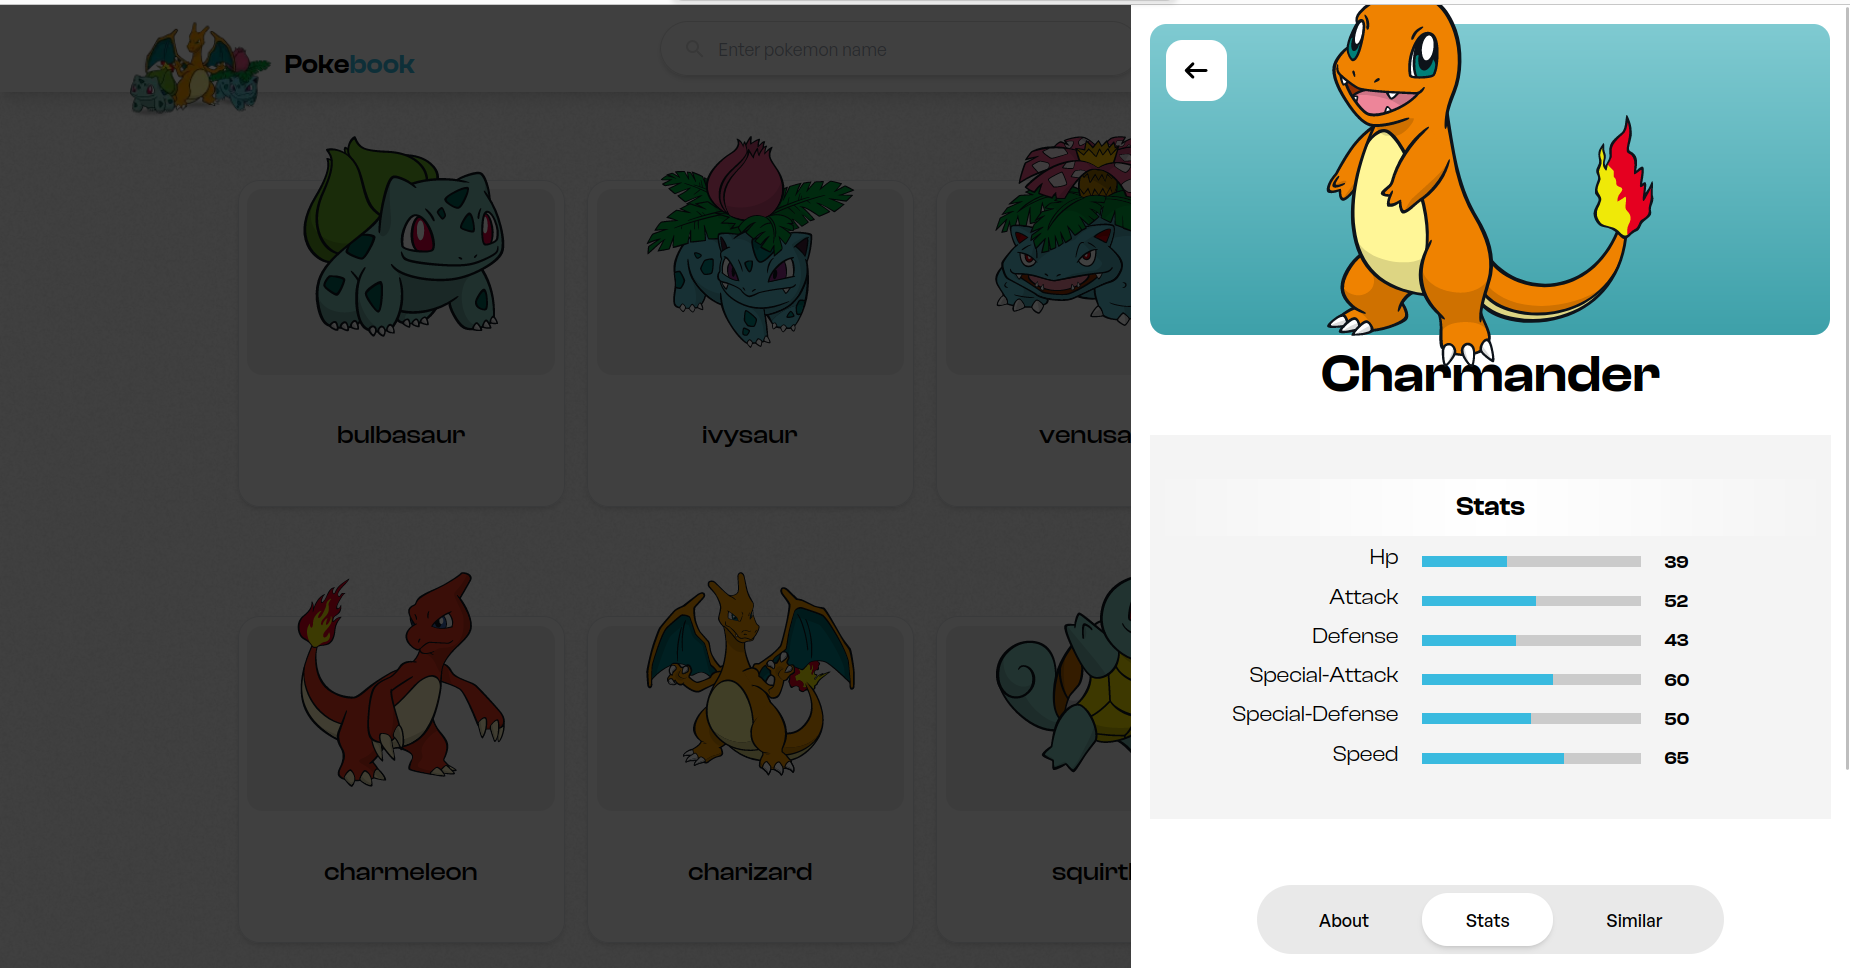 Pokebook
Enter pokemon name
bulbasaur
ivysaur
venusa
charmeleon
charizard
squirtl
Charmander
Stats
Hp 39
Attack 52
Defense 43
Special-Attack 60
Special-Defense 50
Speed 65
About Stats Similar